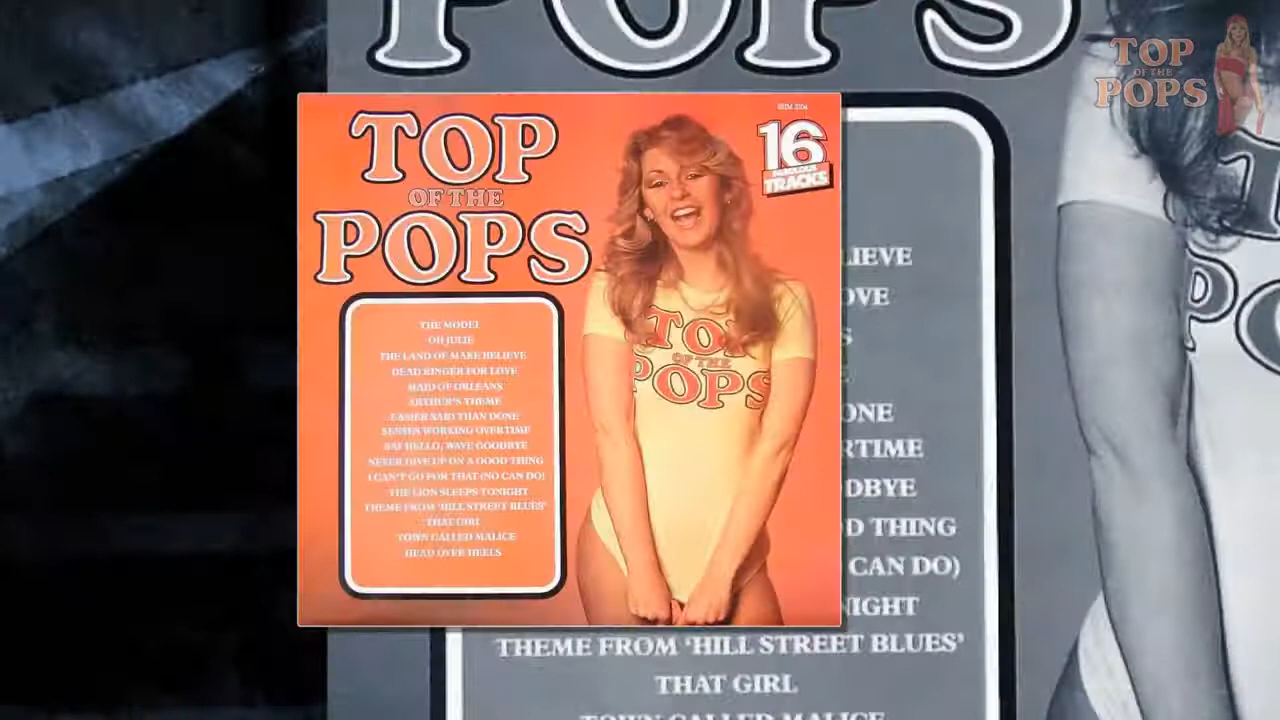 POPS
TOP
OF THE
POPS
TOP
OF THE
POPS
16
FABULOUS
TRACKS
THE MODEL
OH JULIE
THE LAND OF MAKE BELIEVE
DEAD RINGER FOR LOVE
MAID OF ORLEANS
ARTHUR'S THEME
EASIER SAID THAN DONE
SENSES WORKING OVERTIME
SAY HELLO, WAVE GOODBYE
NEVER GIVE UP ON A GOOD THING
I CAN'T GO FOR THAT (NO CAN DO)
THE LION SLEEPS TONIGHT
THEME FROM 'HILL STREET BLUES'
THAT GIRL
TOWN CALLED MALICE
HEAD OVER HEELS
TOP
OF THE
POPS
LIEVE
OVE
S
ONE
RTIME
DBYE
D THING
CAN DO)
NIGHT
THEME FROM 'HILL STREET BLUES'
THAT GIRL
TOWN CALLED MALICE